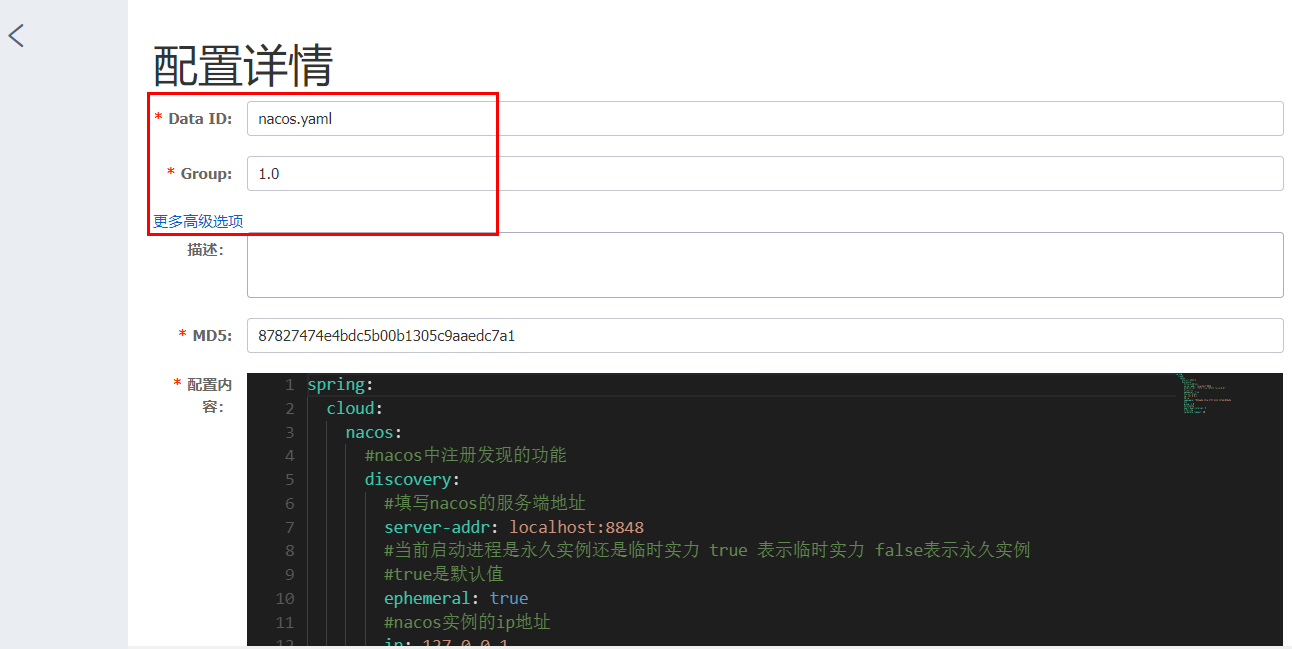 配置详情
* Data ID: nacos.yaml
* Group: 1.0
更多高级选项
描述:
* MD5: 87827474e4bdc5b00b1305c9aaedc7a1
* 配置内容:
1 spring:
2 cloud:
3 nacos:
4 #nacos中注册发现的功能
5 discovery:
6 #填写nacos的服务端地址
7 server-addr: localhost:8848
8 #当前启动进程是永久实例还是临时实力 true 表示临时实力 false表示永久实例
9 #true是默认值
10 ephemeral: true
11 #nacos实例的ip地址
12 ip: 127.0.0.1